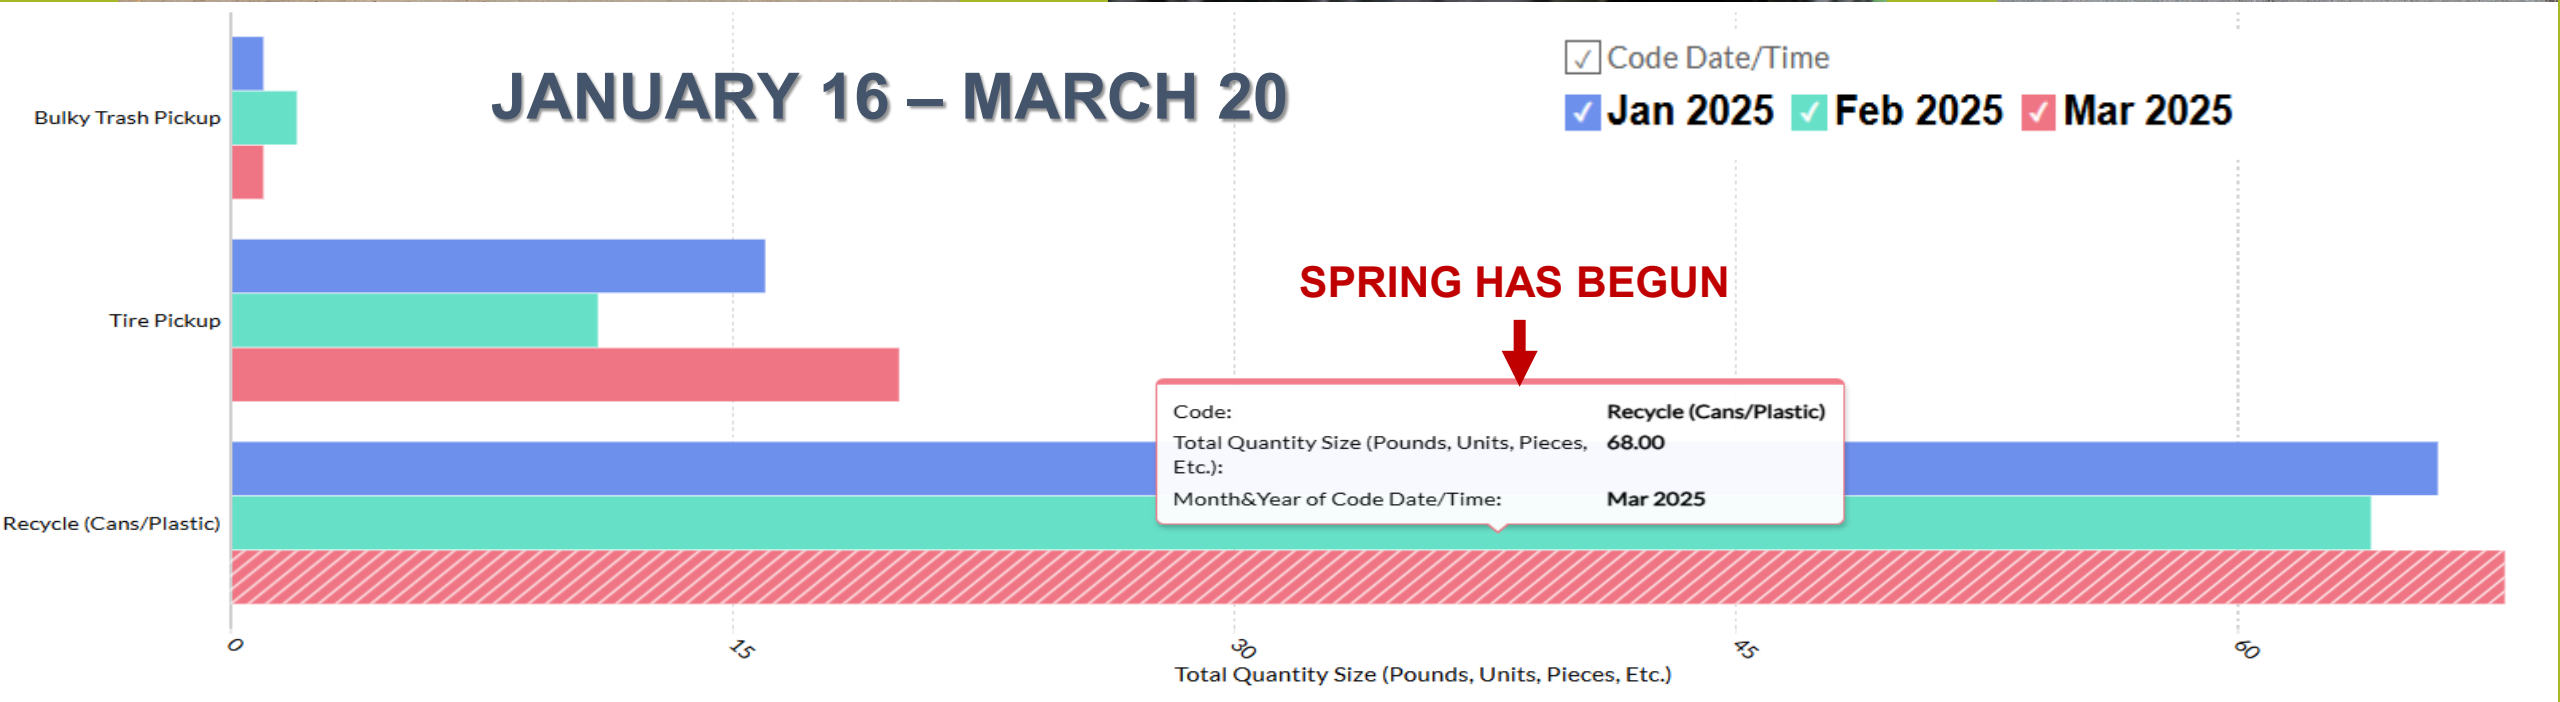 JANUARY 16 – MARCH 20
Code Date/Time
Jan 2025 Feb 2025 Mar 2025
Bulky Trash Pickup
Tire Pickup
SPRING HAS BEGUN
Code: Recycle (Cans/Plastic)
Total Quantity Size (Pounds, Units, Pieces, 68.00
Etc.):
Month&Year of Code Date/Time: Mar 2025
Recycle (Cans/Plastic)
0 15 30 45 60
Total Quantity Size (Pounds, Units, Pieces, Etc.)